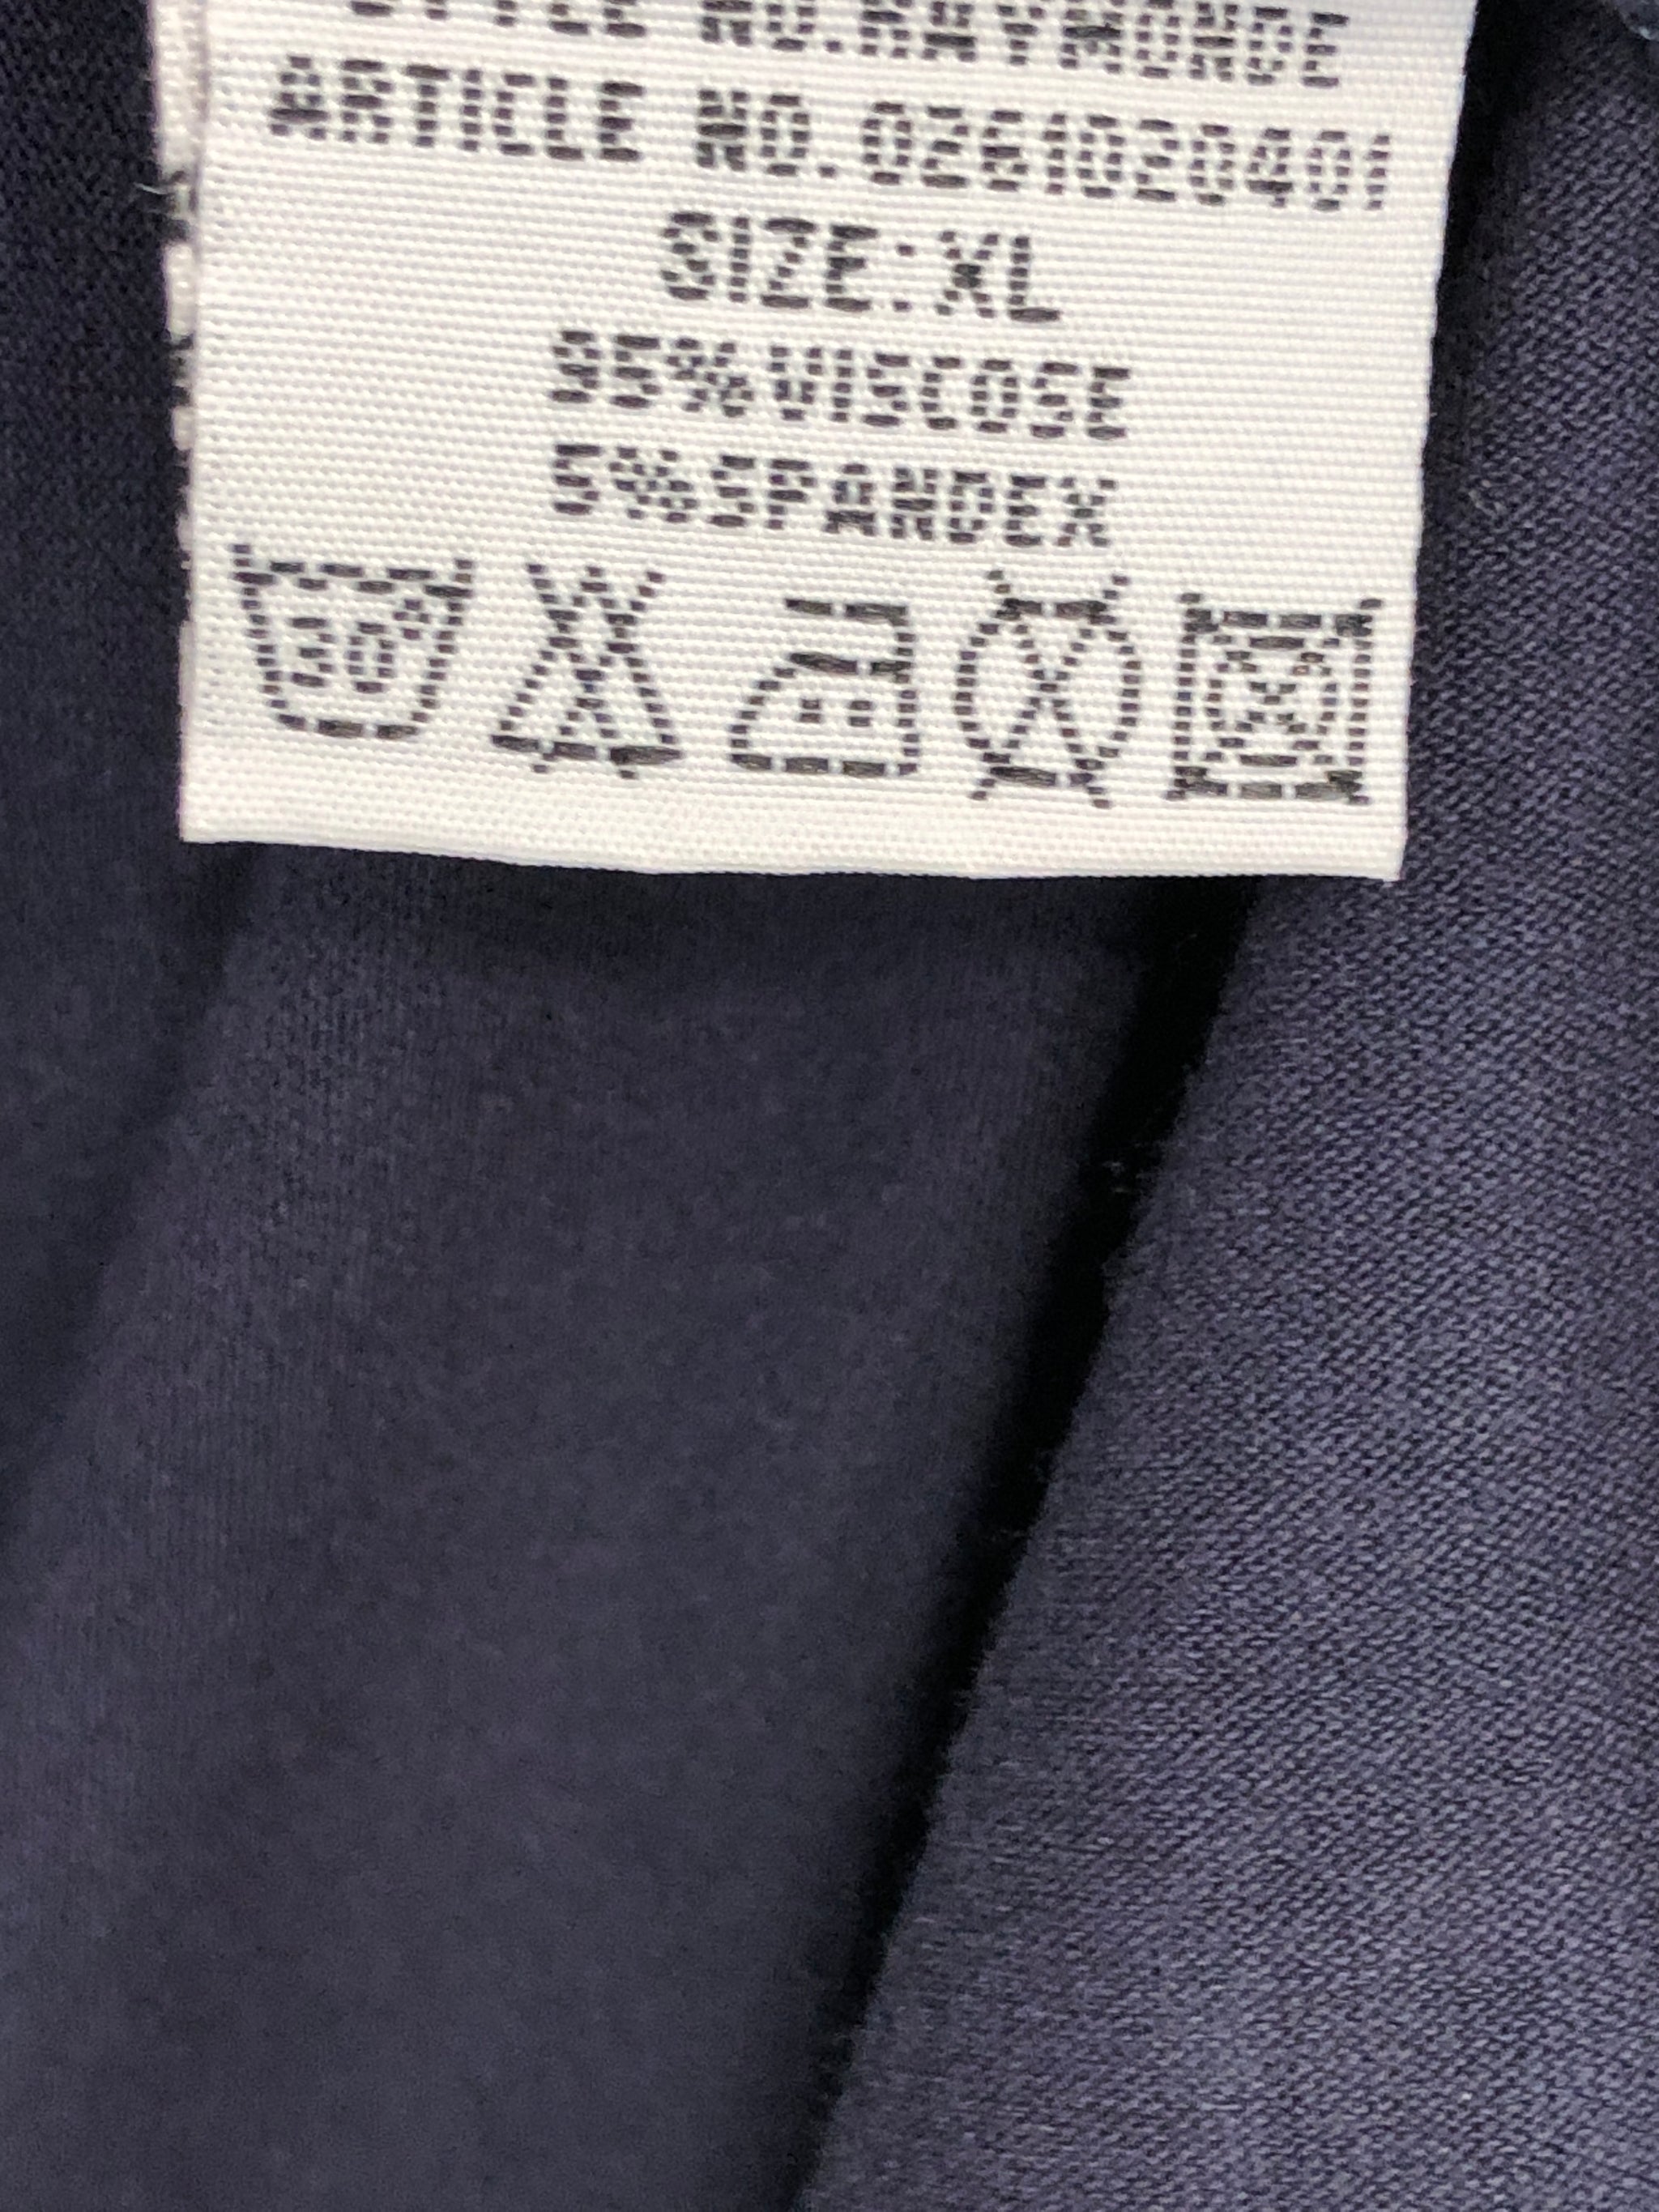 STYLE NO.RAYMONDE
ARTICLE NO.0261020401
SIZE:XL
95%VISCOSE
5%SPANDEX
30°